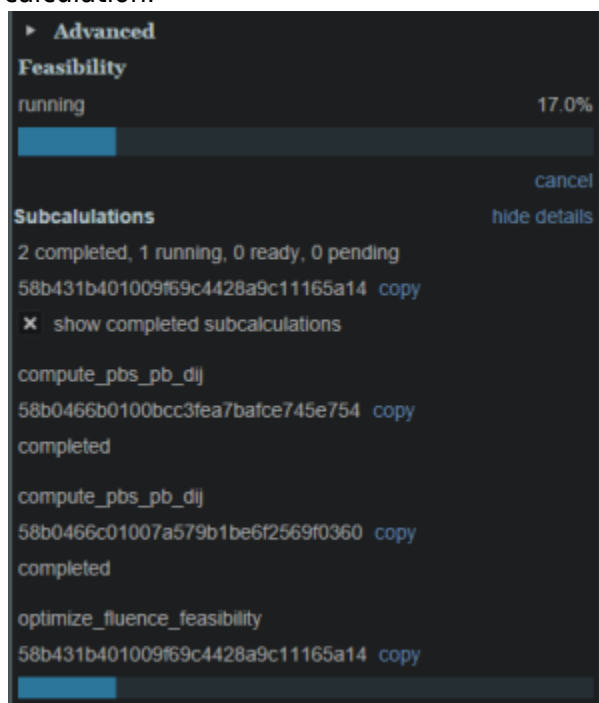 calculation.
▸ Advanced
Feasibility
running 17.0%
cancel
Subcalulations hide details
2 completed, 1 running, 0 ready, 0 pending
58b431b401009f69c4428a9c11165a14 copy
× show completed subcalculations
compute_pbs_pb_dij
58b0466b0100bcc3fea7bafce745e754 copy
completed
compute_pbs_pb_dij
58b0466c01007a579b1be6f2569f0360 copy
completed
optimize_fluence_feasibility
58b431b401009f69c4428a9c11165a14 copy